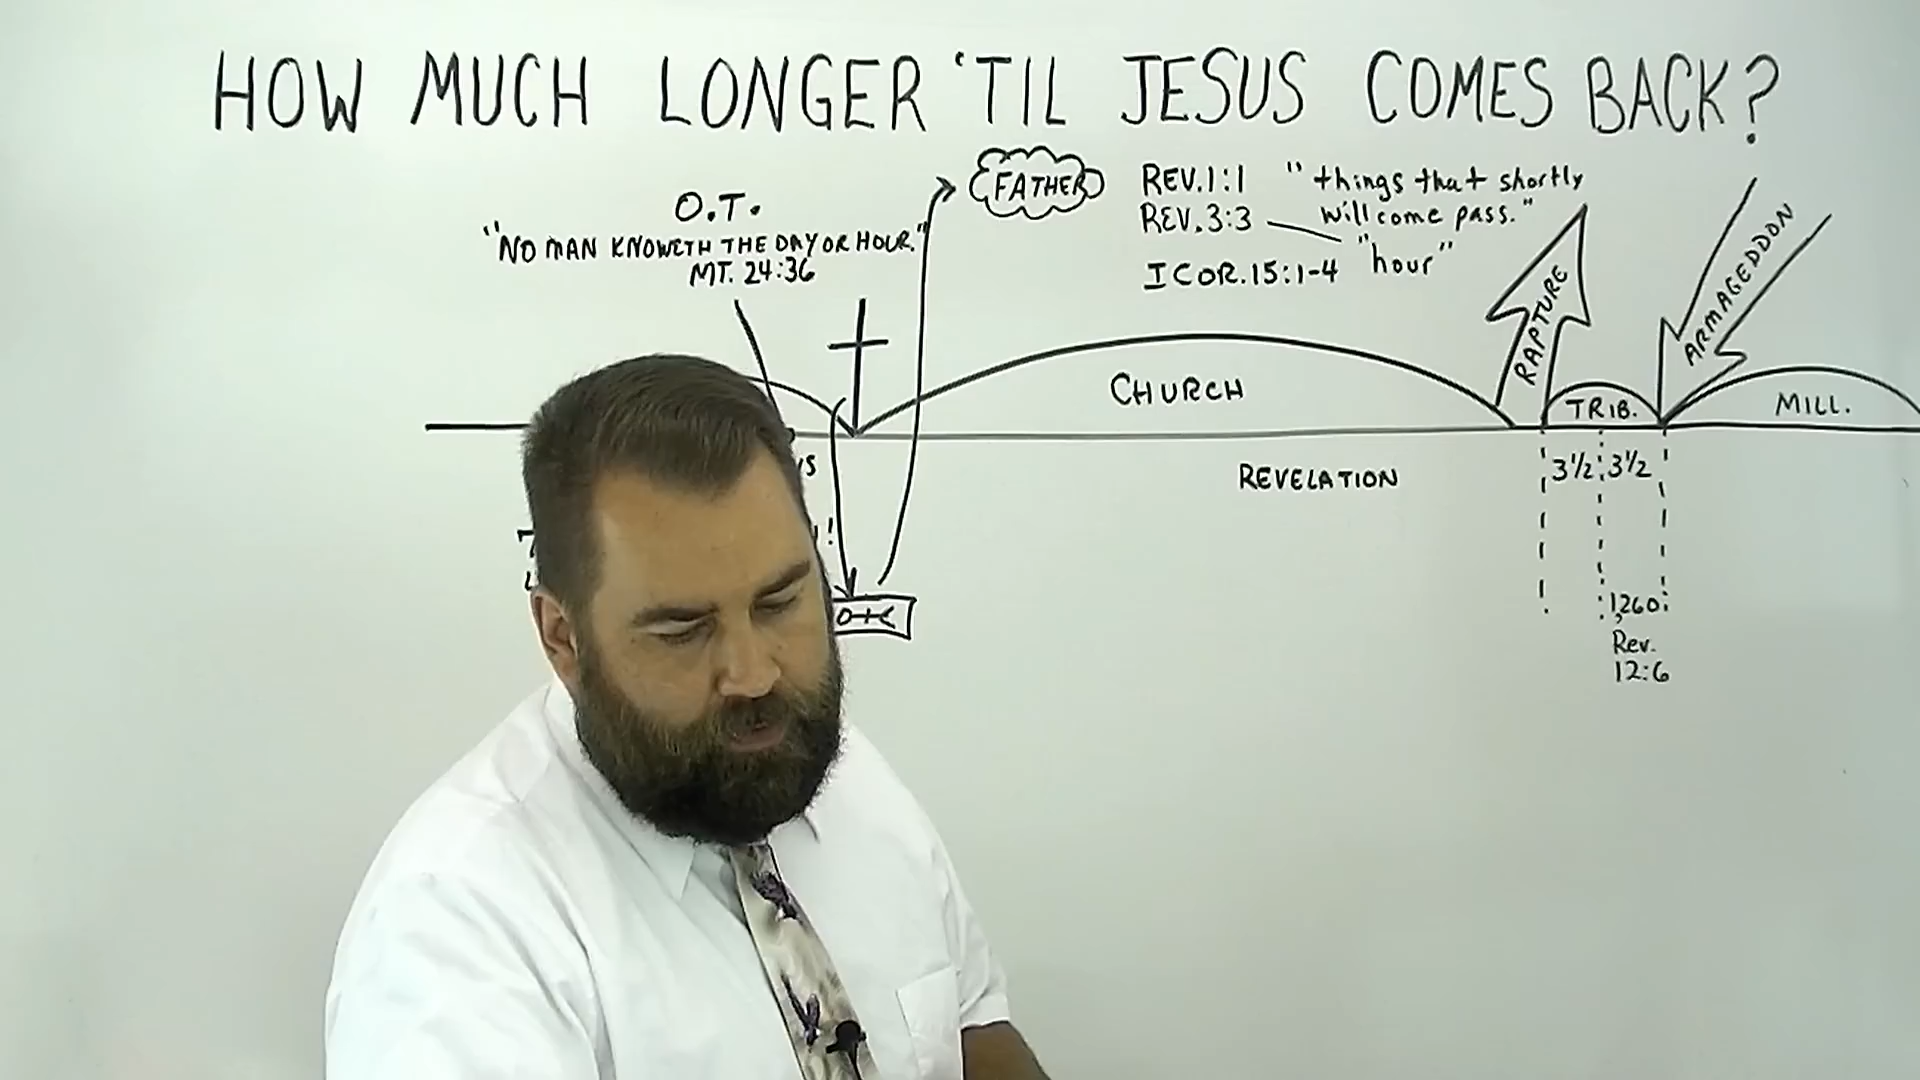 HOW MUCH LONGER 'TIL JESUS COMES BACK?
O.T.
"NO MAN KNOWETH THE DAY OR HOUR."
MT. 24:36
FATHER
REV. 1:1 "things that shortly
will come pass."
REV. 3:3
"hour"
I COR. 15:1-4
RAPTURE
ARMAGEDDON
CHURCH
TRIB.
MILL.
REVELATION
3½ 3½
1,260
Rev.
12:6